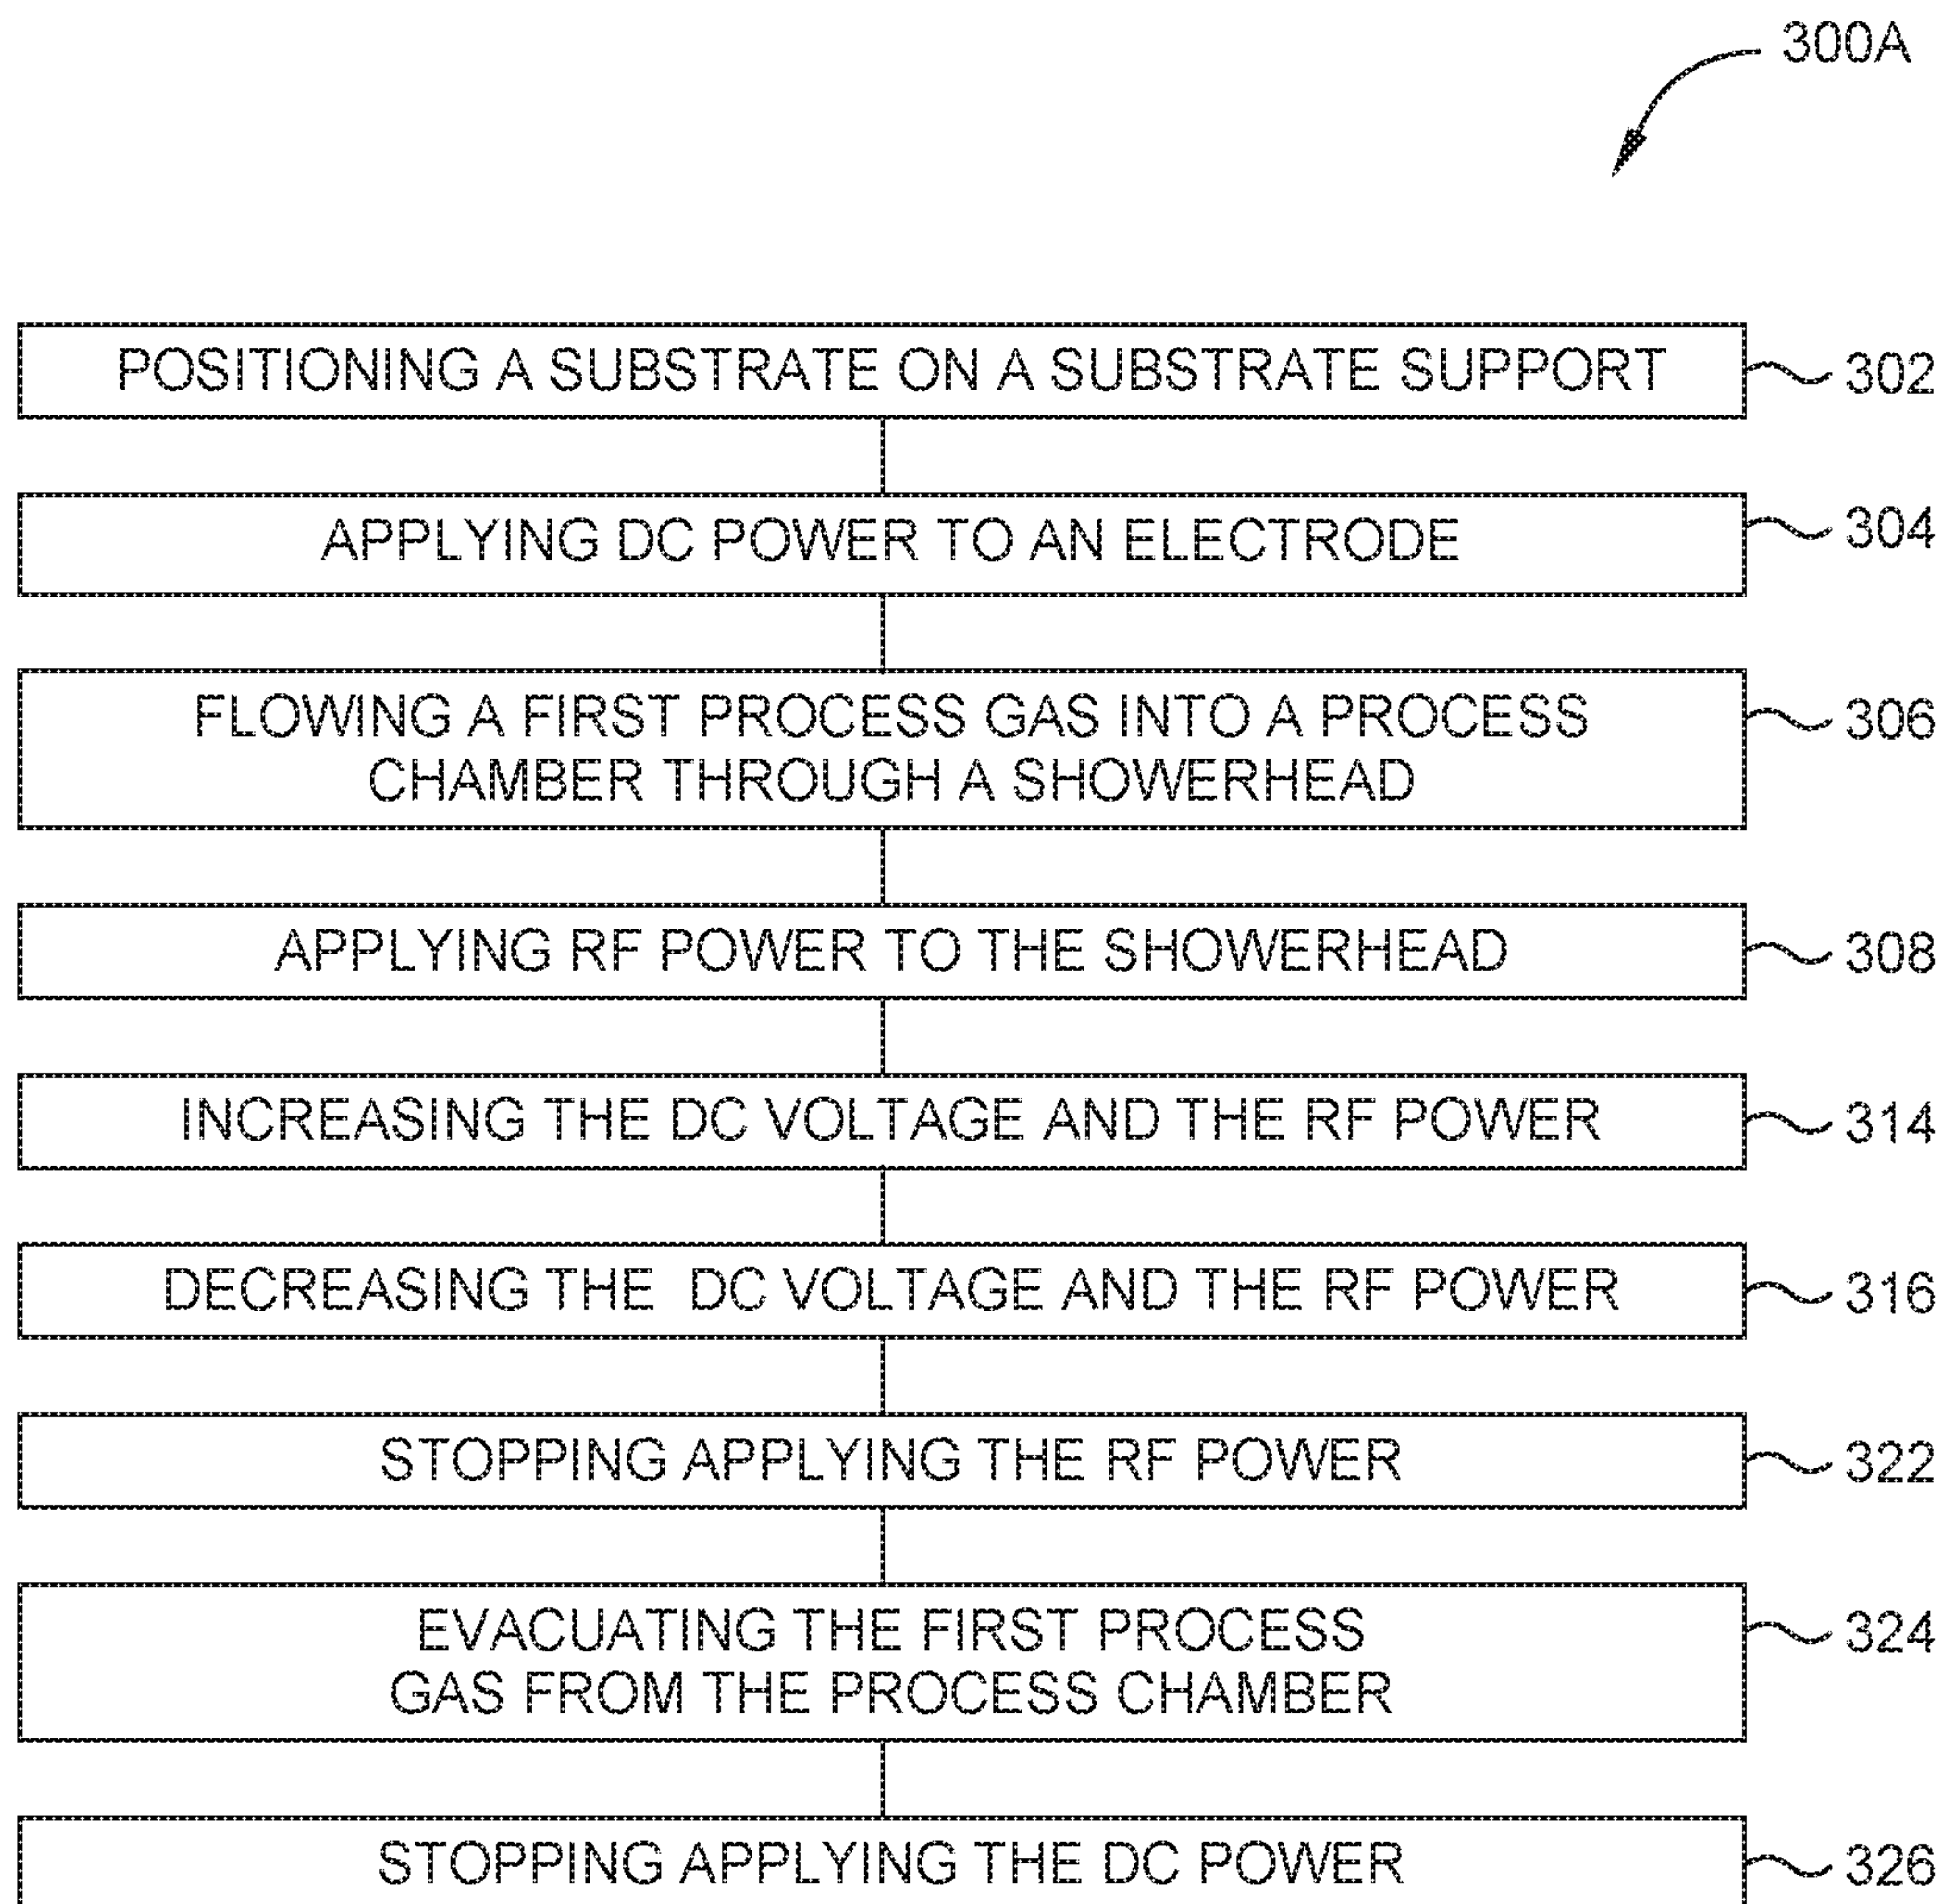 300A
POSITIONING A SUBSTRATE ON A SUBSTRATE SUPPORT
302
APPLYING DC POWER TO AN ELECTRODE
304
FLOWING A FIRST PROCESS GAS INTO A PROCESS
CHAMBER THROUGH A SHOWERHEAD
306
APPLYING RF POWER TO THE SHOWERHEAD
308
INCREASING THE DC VOLTAGE AND THE RF POWER
314
DECREASING THE DC VOLTAGE AND THE RF POWER
316
STOPPING APPLYING THE RF POWER
322
EVACUATING THE FIRST PROCESS
GAS FROM THE PROCESS CHAMBER
324
STOPPING APPLYING THE DC POWER
326